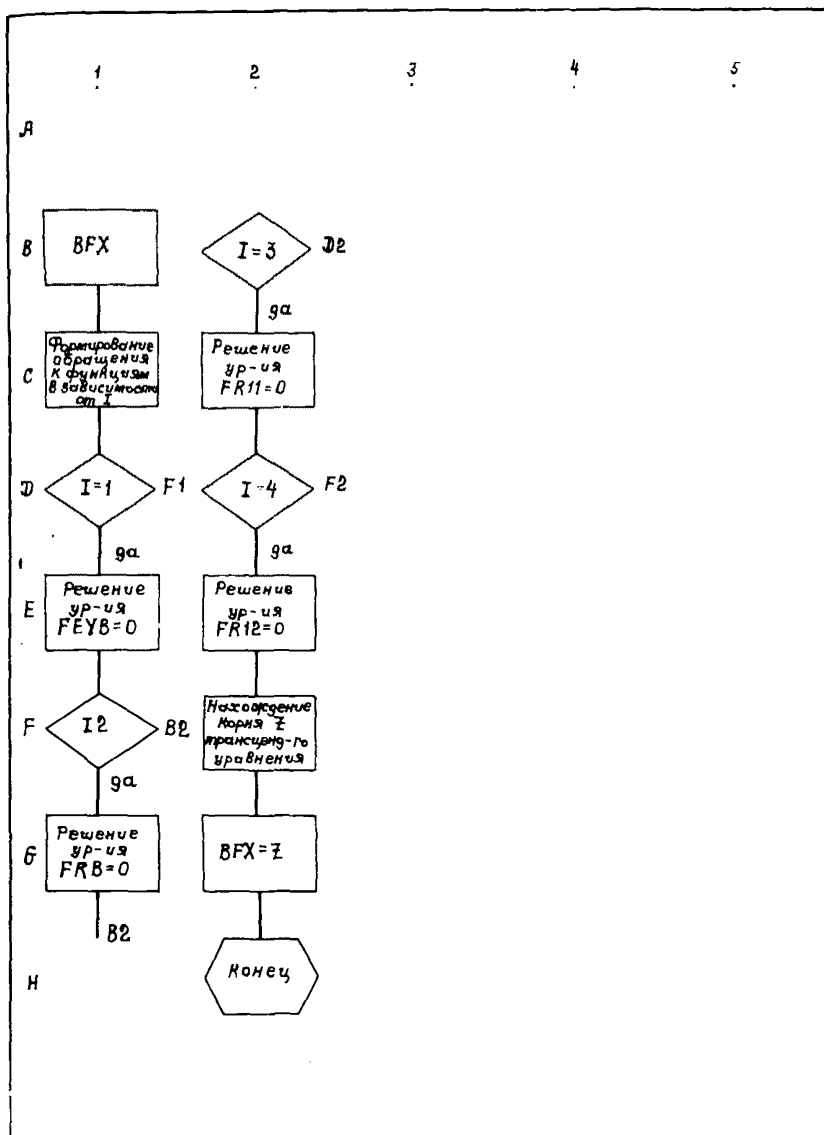 1 2 3 4 5
A
B
BFX
I=3
D2
да
C
Формирование
обращения
к функциям
в зависимости
от I
Решение
ур-ия
FR11=0
D
I=1
F1
I=4
F2
да
да
E
Решение
ур-ия
FEYB=0
Решение
ур-ия
FR12=0
F
I2
B2
Нахождение
корня Z
трансценд-го
уравнения
да
G
Решение
ур-ия
FRB=0
BFX=Z
B2
H
Конец